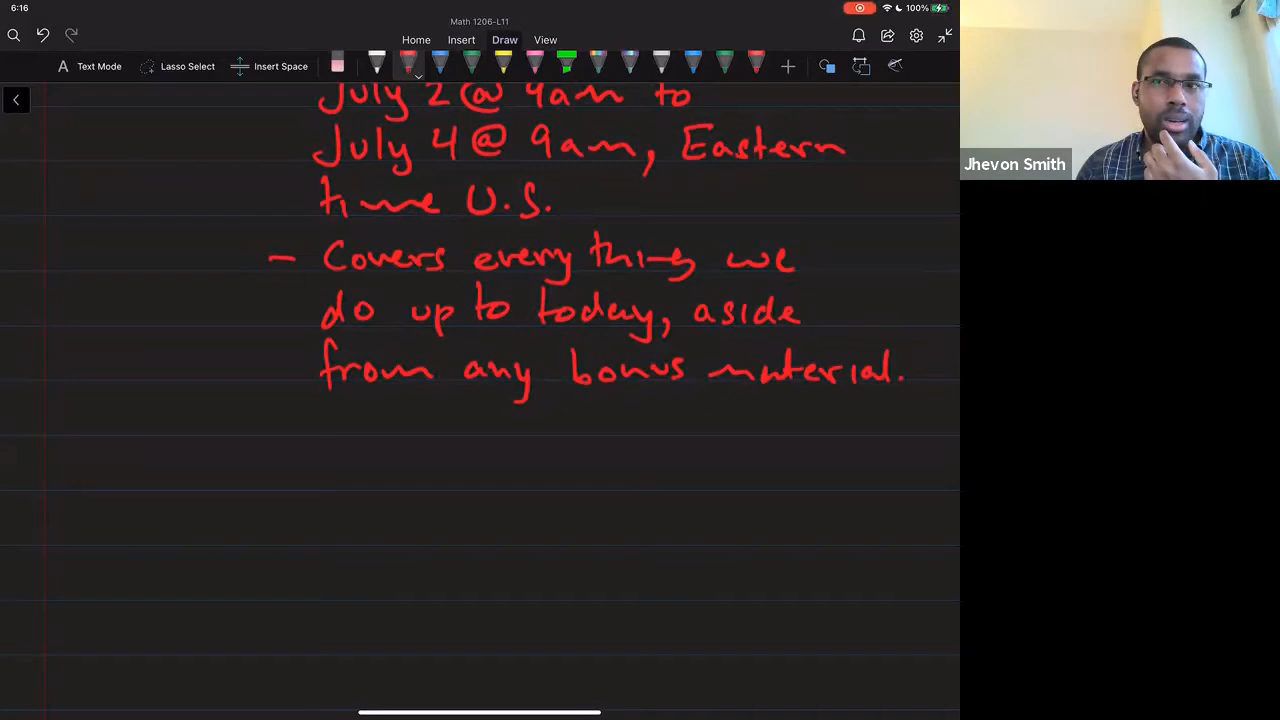 6:16
100%
Math 1206-L11
Home Insert Draw View
Text Mode Lasso Select Insert Space
July 2 @ 9am to
July 4 @ 9am, Eastern
time U.S.
- Covers everything we
do up to today, aside
from any bonus material.
Jhevon Smith